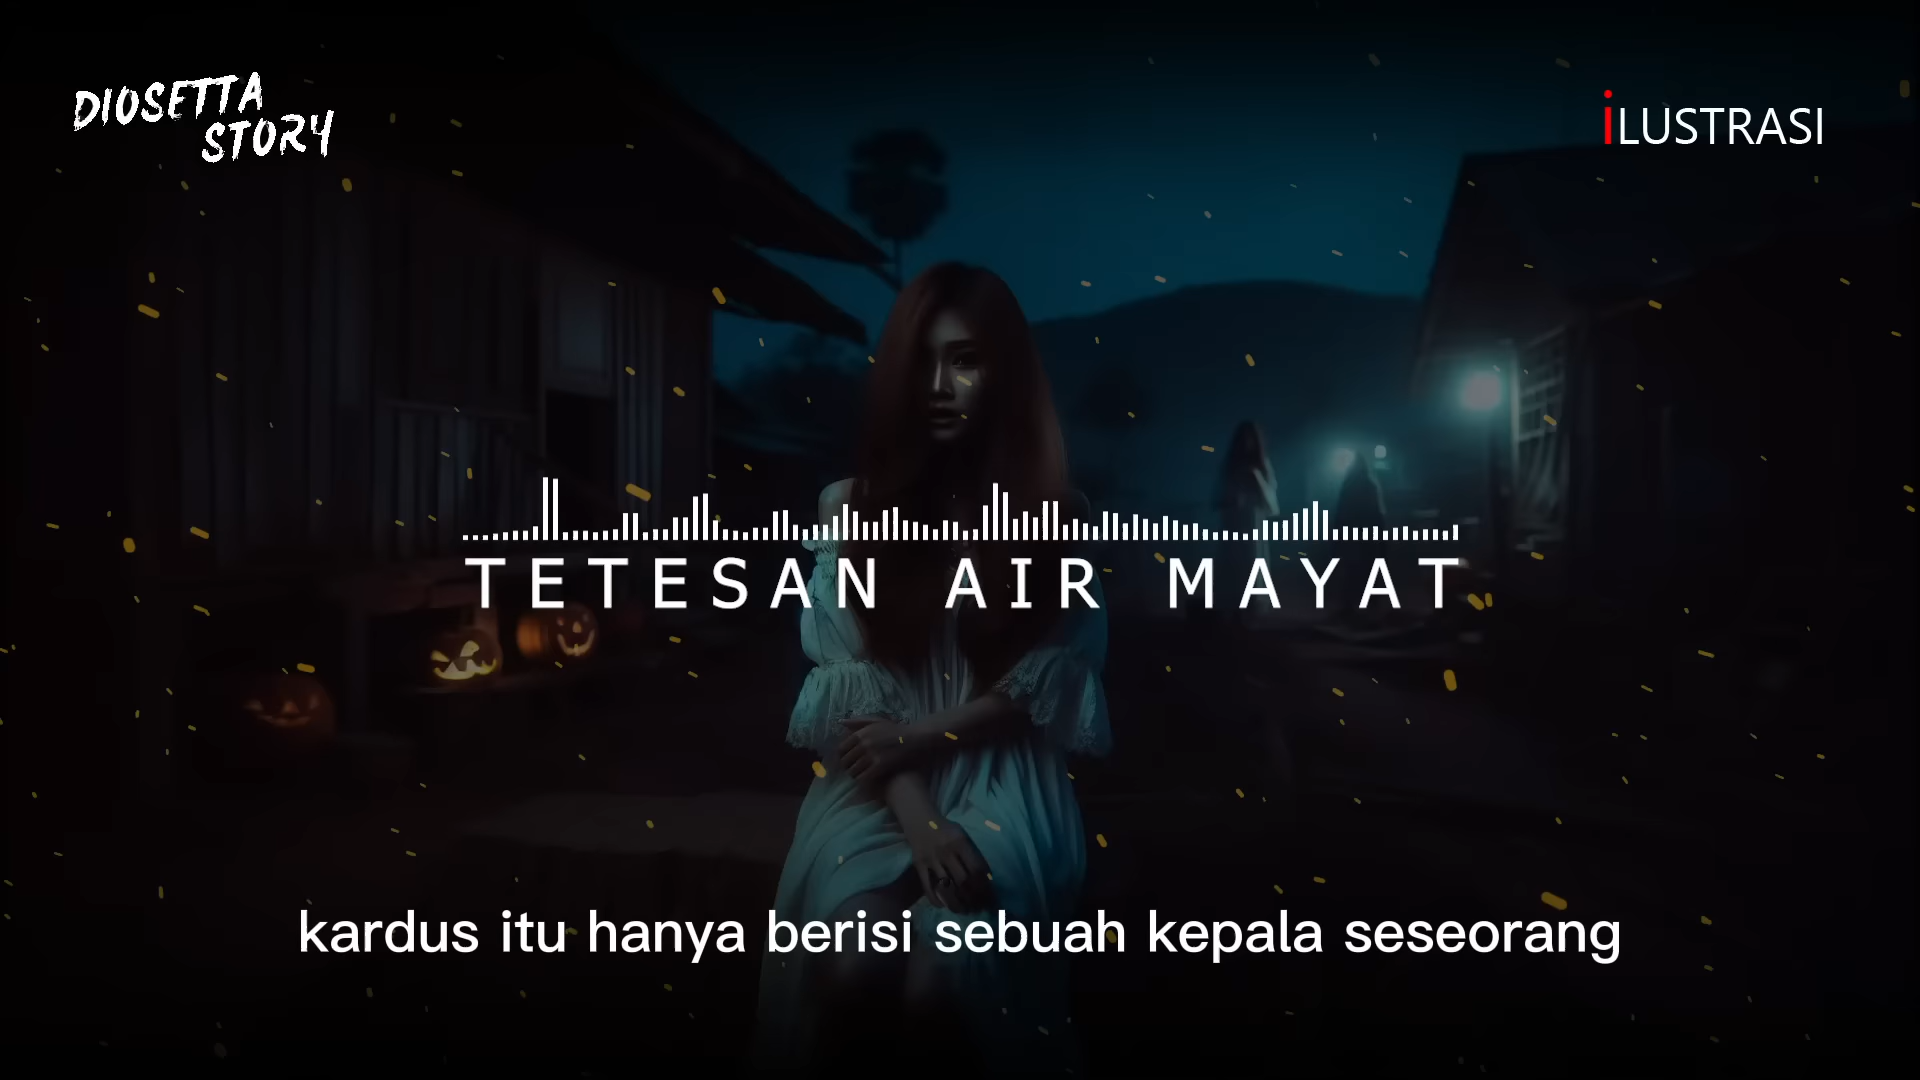 DIOSETTA
STORY
iLUSTRASI
TETESAN AIR MAYAT
kardus itu hanya berisi sebuah kepala seseorang